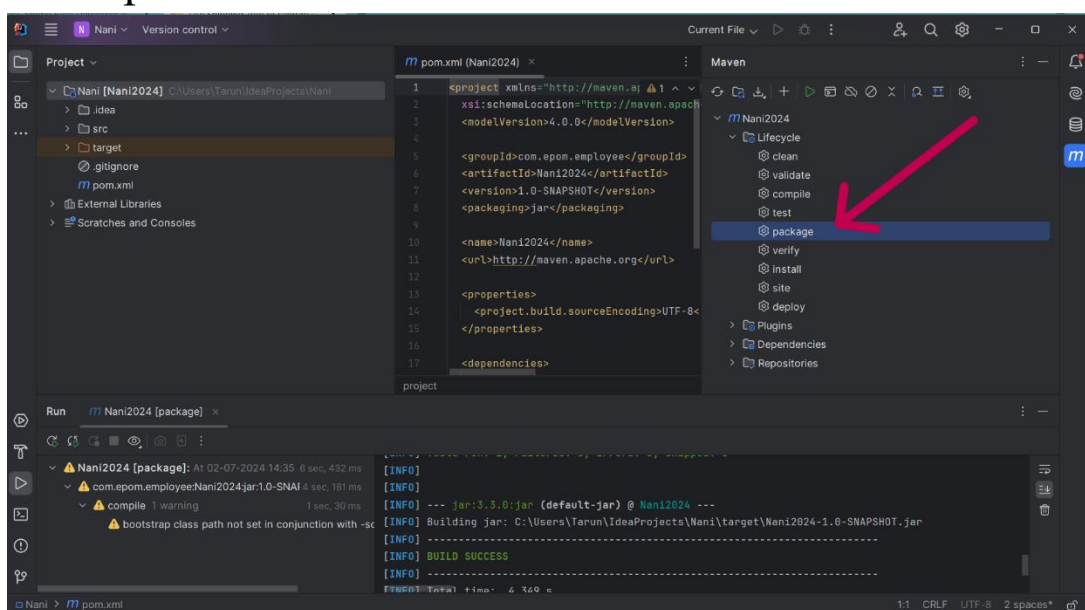 N Nani Version control Current File
Project
Nani [Nani2024] C:\Users\Tarun\IdeaProjects\Nani
.idea
src
target
.gitignore
m pom.xml
External Libraries
Scratches and Consoles
m pom.xml (Nani2024)
1 <project xmlns="http://maven.ap 1
2 xsi:schemaLocation="http://maven.apach
3 <modelVersion>4.0.0</modelVersion>
4
5 <groupId>com.epom.employee</groupId>
6 <artifactId>Nani2024</artifactId>
7 <version>1.0-SNAPSHOT</version>
8 <packaging>jar</packaging>
9
10 <name>Nani2024</name>
11 <url>http://maven.apache.org</url>
12
13 <properties>
14 <project.build.sourceEncoding>UTF-8<
15 </properties>
16
17 <dependencies>
project
Maven
m Nani2024
Lifecycle
clean
validate
compile
test
package
verify
install
site
deploy
Plugins
Dependencies
Repositories
m
Run m Nani2024 [package]
Nani2024 [package]: At 02-07-2024 14:35 6 sec, 432 ms
com.epom.employee:Nani2024:jar:1.0-SNAI 4 sec, 181 ms
compile 1 warning 1 sec, 30 ms
bootstrap class path not set in conjunction with -so
[INFO]
[INFO]
[INFO] --- jar:3.3.0:jar (default-jar) @ Nani2024 ---
[INFO] Building jar: C:\Users\Tarun\IdeaProjects\Nani\target\Nani2024-1.0-SNAPSHOT.jar
[INFO] ------------------------------------------------------------------------
[INFO] BUILD SUCCESS
[INFO] ------------------------------------------------------------------------
[INFO] Total time: 4.349 s
Nani > m pom.xml 1:1 CRLF UTF-8 2 spaces*